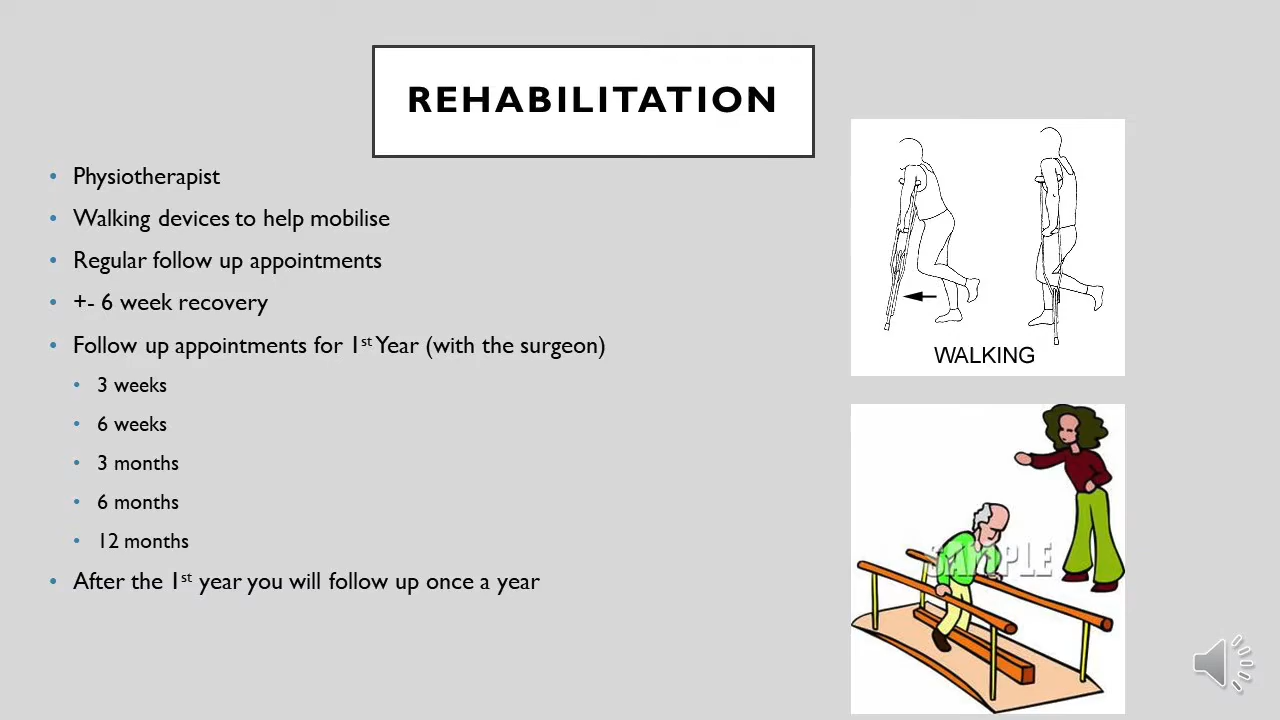 REHABILITATION
Physiotherapist
Walking devices to help mobilise
Regular follow up appointments
+- 6 week recovery
Follow up appointments for 1st Year (with the surgeon)
3 weeks
6 weeks
3 months
6 months
12 months
After the 1st year you will follow up once a year
WALKING
SAMPLE